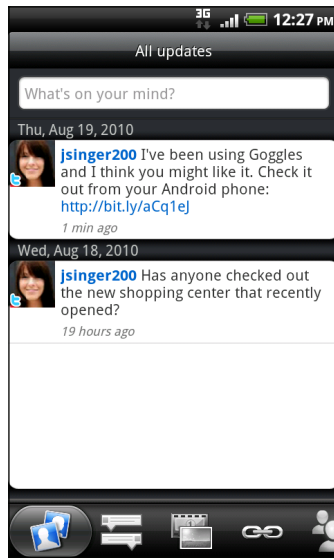 3G 12:27 PM
All updates
What's on your mind?
Thu, Aug 19, 2010
jsinger200 I've been using Goggles
and I think you might like it. Check it
out from your Android phone:
http://bit.ly/aCq1eJ
1 min ago
Wed, Aug 18, 2010
jsinger200 Has anyone checked out
the new shopping center that recently
opened?
19 hours ago